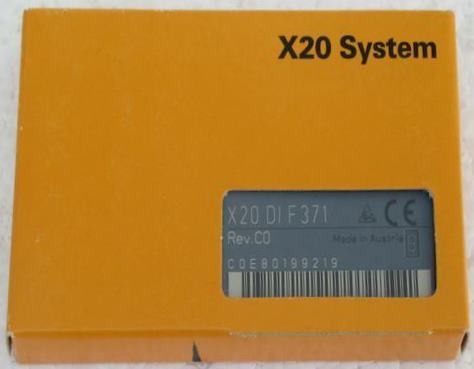 X20 System
X20 DI F371
Rev.C0
Made in Austria
C0E80199219